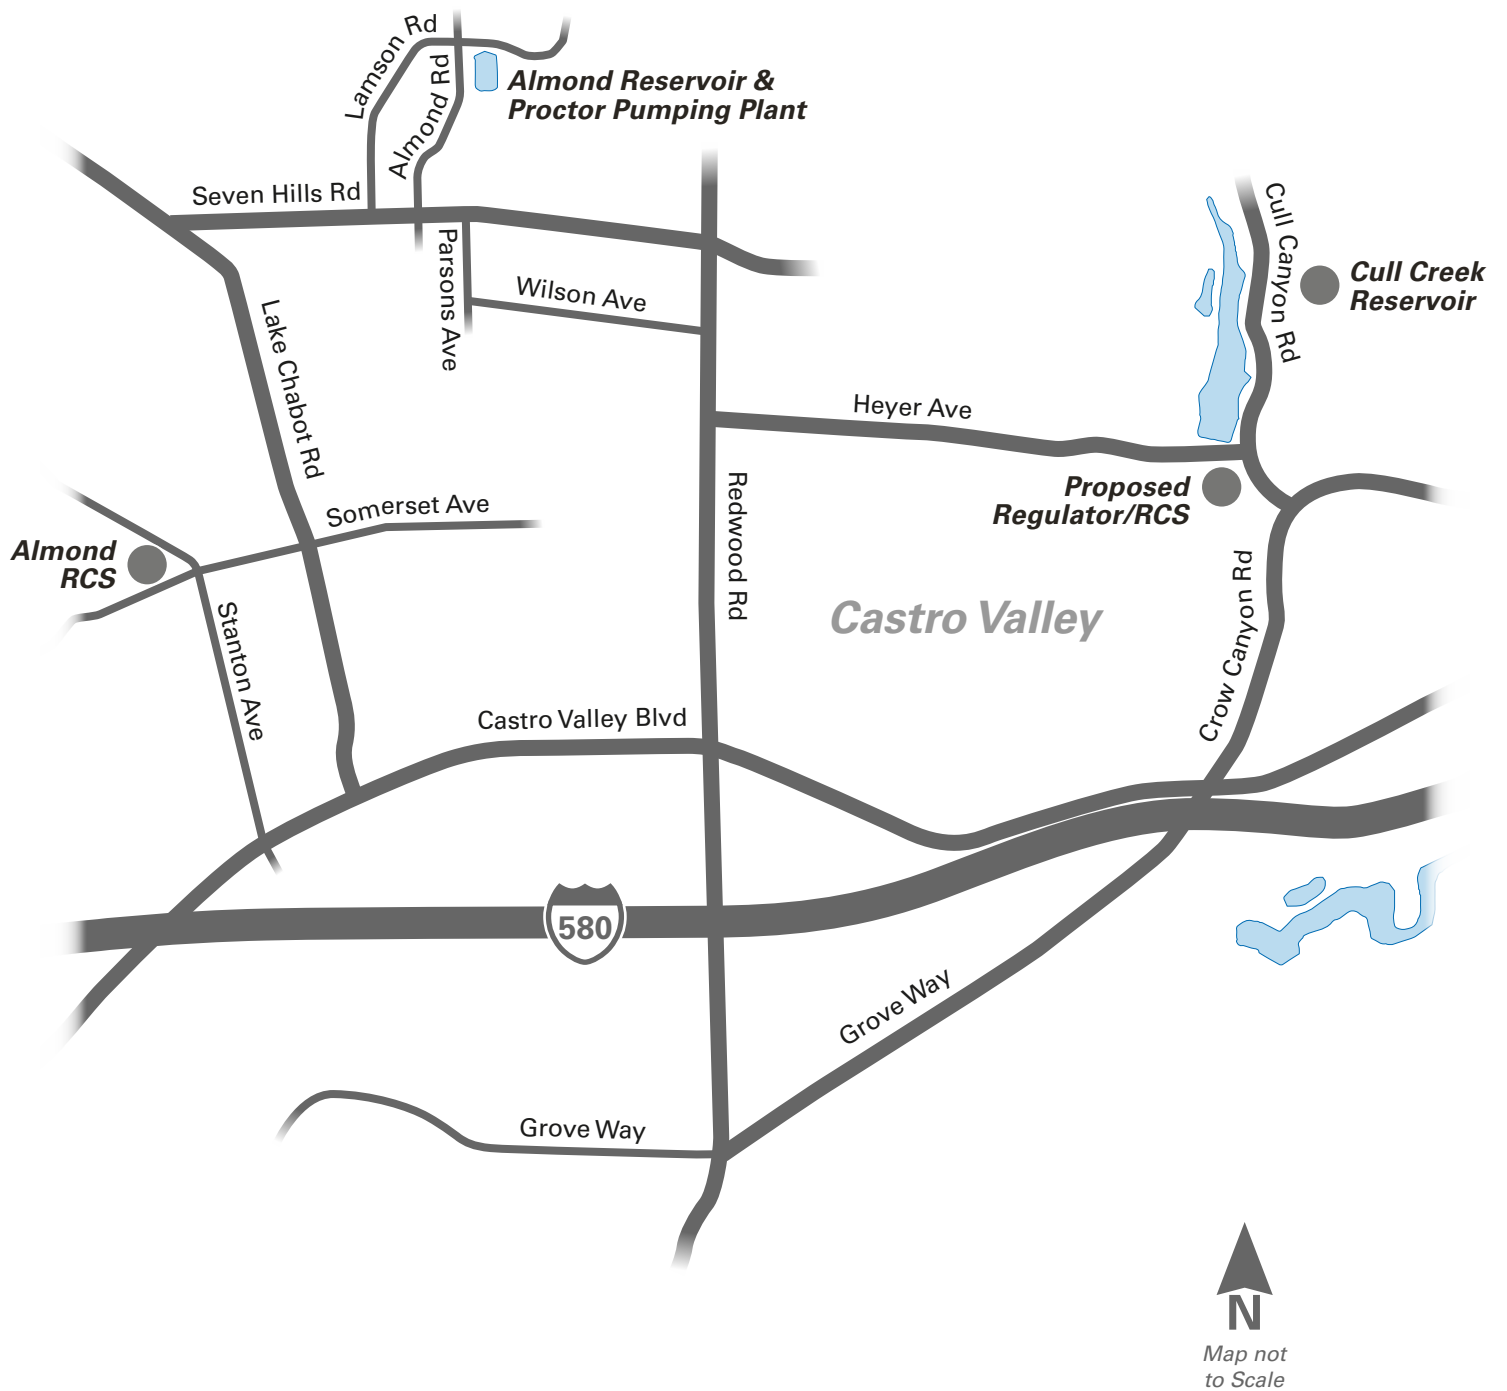 Lamson Rd
Almond Rd
Almond Reservoir &
Proctor Pumping Plant
Seven Hills Rd
Parsons Ave
Wilson Ave
Cull Canyon Rd
Cull Creek
Reservoir
Lake Chabot Rd
Heyer Ave
Somerset Ave
Redwood Rd
Proposed
Regulator/RCS
Almond
RCS
Stanton Ave
Castro Valley
Crow Canyon Rd
Castro Valley Blvd
580
Grove Way
Grove Way
N
Map not
to Scale